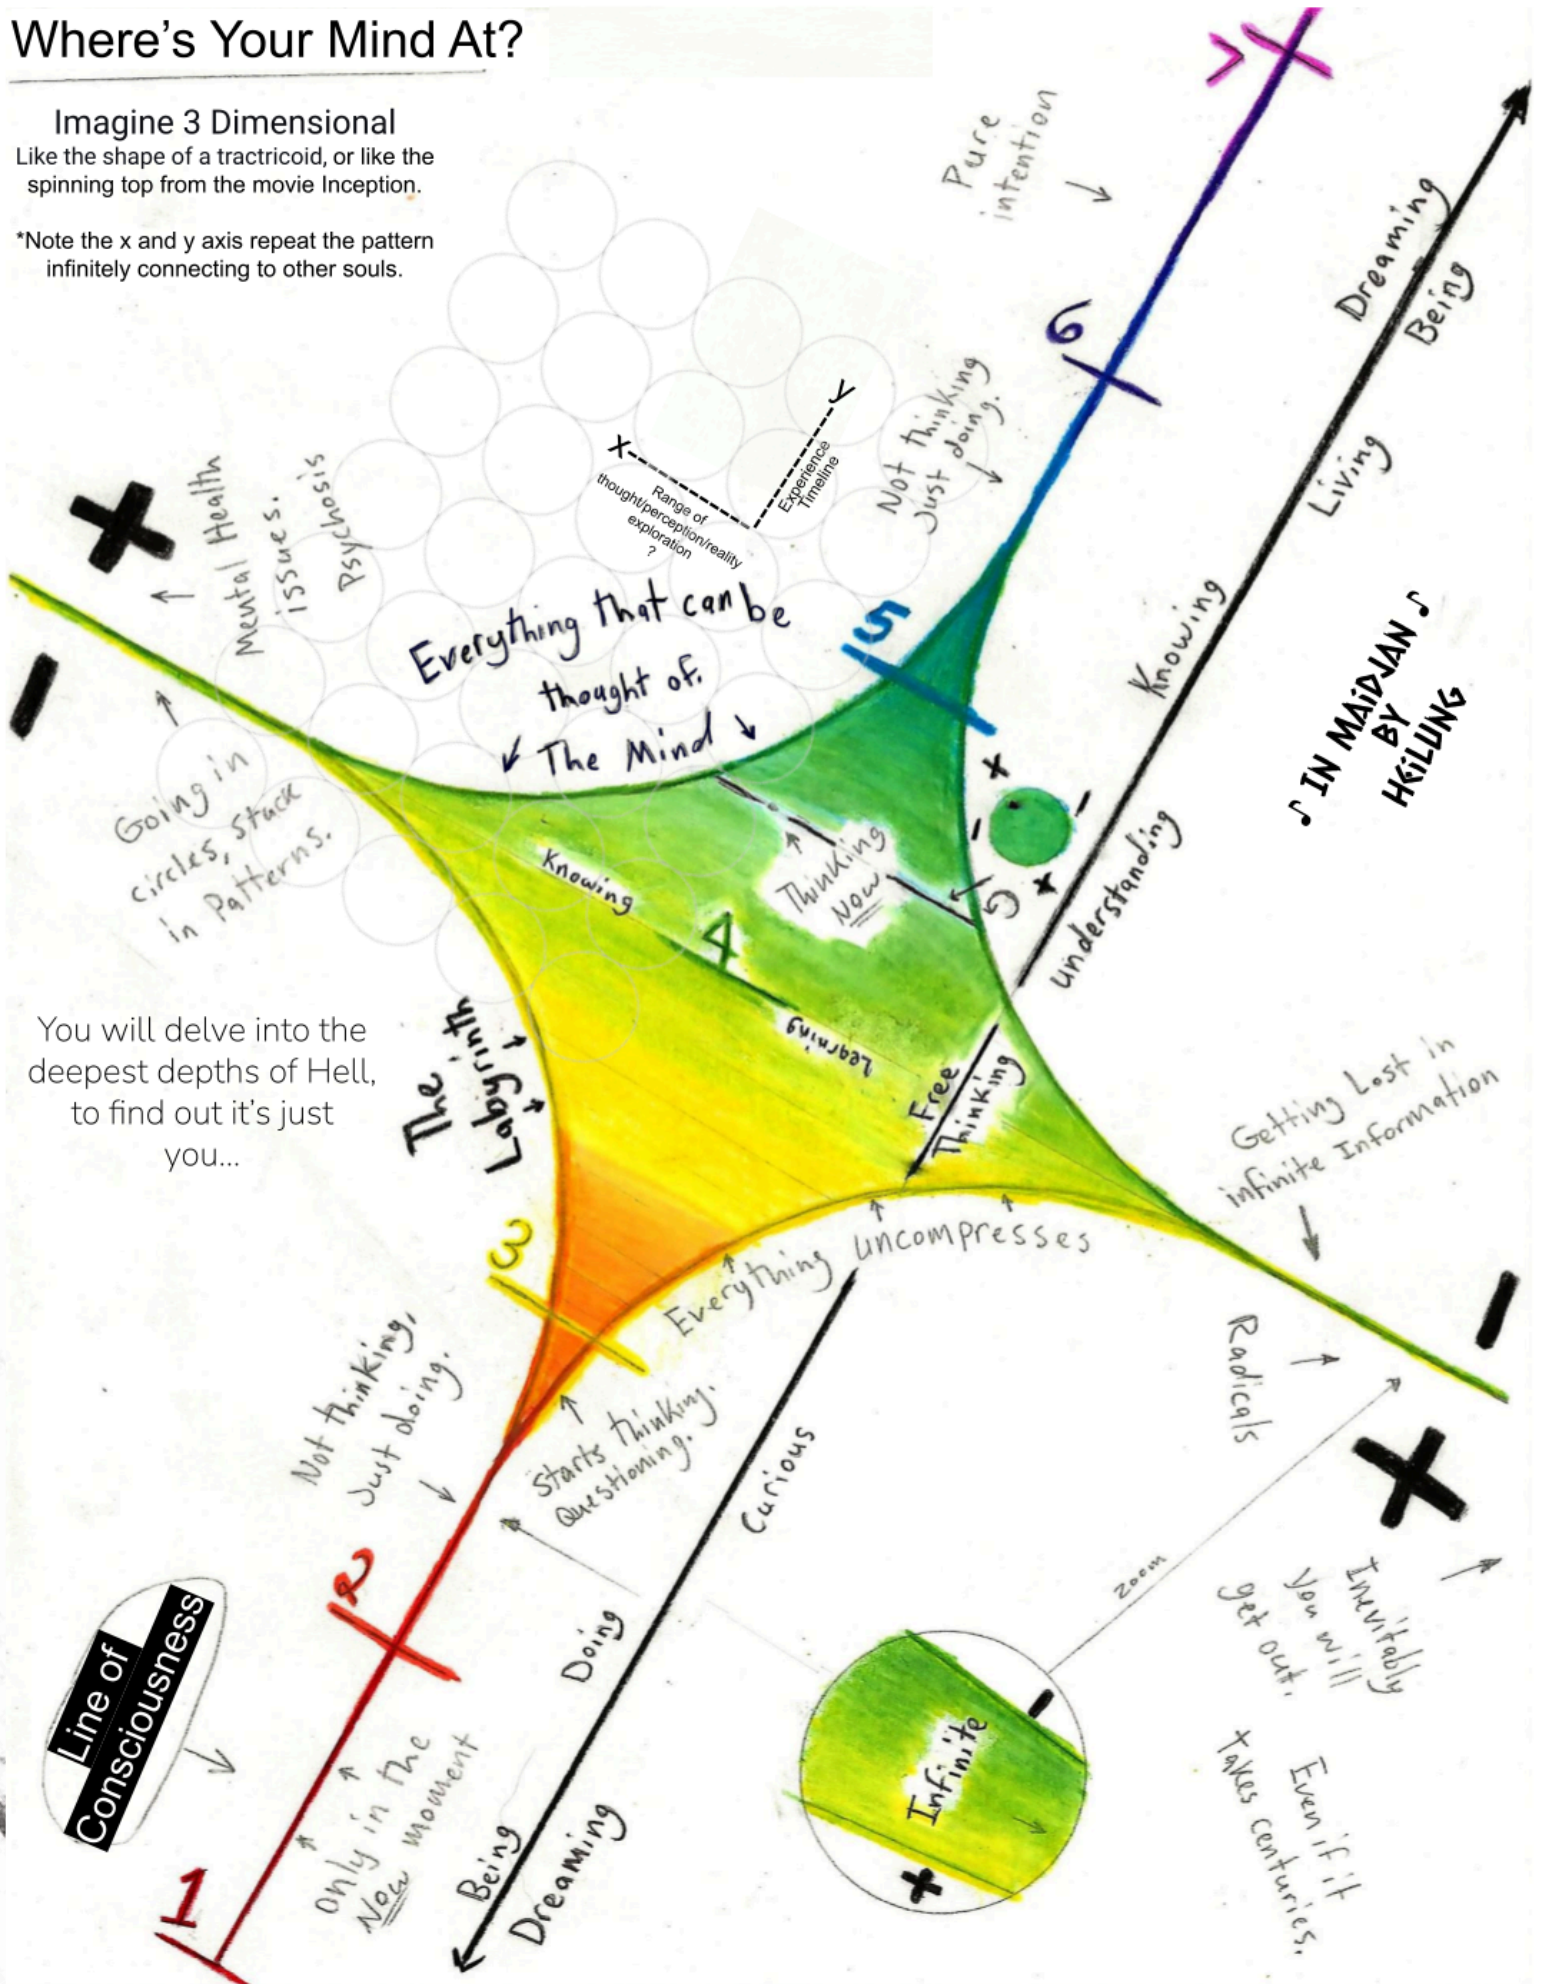 Where's Your Mind At?
Imagine 3 Dimensional
Like the shape of a tractricoid, or like the
spinning top from the movie Inception.
*Note the x and y axis repeat the pattern
infinitely connecting to other souls.
7
Pure
intention
Dreaming
Being
6
Not thinking
just doing.
Living
X
y
Range of
thought/perception/reality
exploration
?
Experience
Timeline
+
-
Mental Health
issues.
Psychosis
Everything that can be
thought of.
The Mind
5
Knowing
♫ IN MAIDJAN ♫
BY
HEILUNG
Going in
circles, stuck
in Patterns.
Knowing
4
Learning
Thinking
Now
+
-
-
+
understanding
Free
Thinking
The
Labyrinth
You will delve into the
deepest depths of Hell,
to find out it's just
you...
Getting Lost in
infinite Information
3
Everything uncompresses
-
+
Radicals
Not thinking,
Just doing.
Starts thinking.
Questioning.
Curious
zoom
Inevitably
you will
get out.
Even if it
takes centuries.
2
Doing
Line of
Consciousness
Infinite
-
+
Only in the
Now moment
Being
Dreaming
1